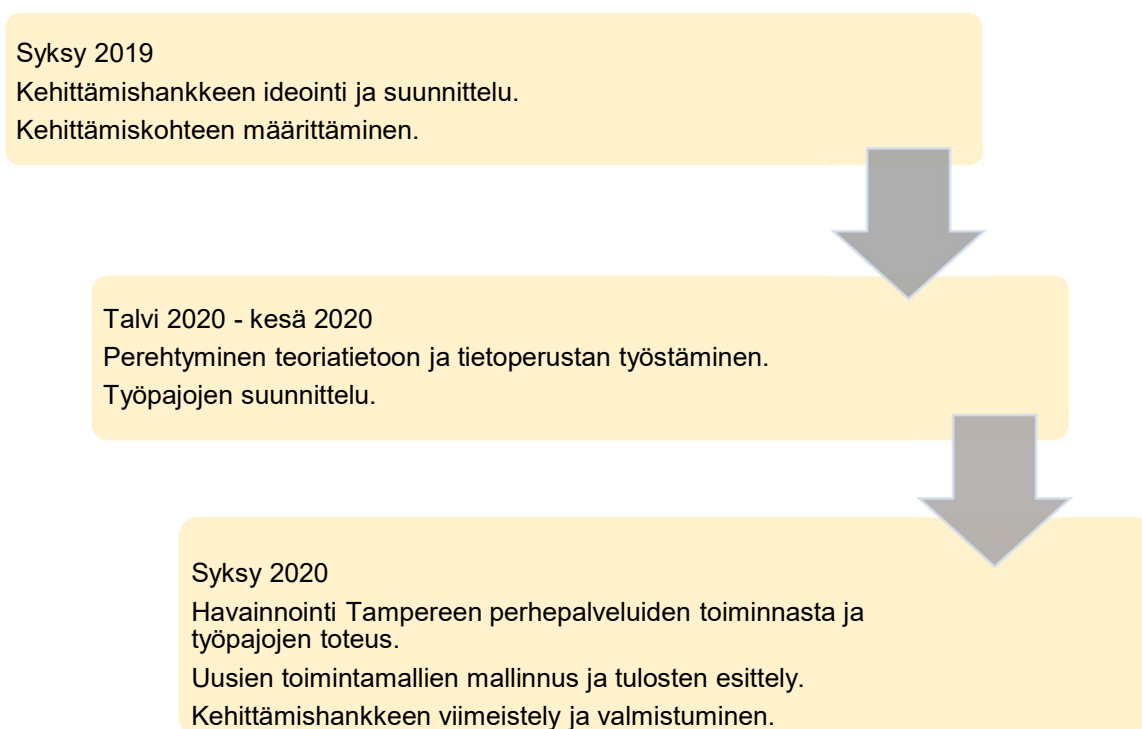 Syksy 2019
Kehittämishankkeen ideointi ja suunnittelu.
Kehittämiskohteen määrittäminen.
Talvi 2020 - kesä 2020
Perehtyminen teoriatietoon ja tietoperustan työstäminen.
Työpajojen suunnittelu.
Syksy 2020
Havainnointi Tampereen perhepalveluiden toiminnasta ja
työpajojen toteus.
Uusien toimintamallien mallinnus ja tulosten esittely.
Kehittämishankkeen viimeistely ja valmistuminen.